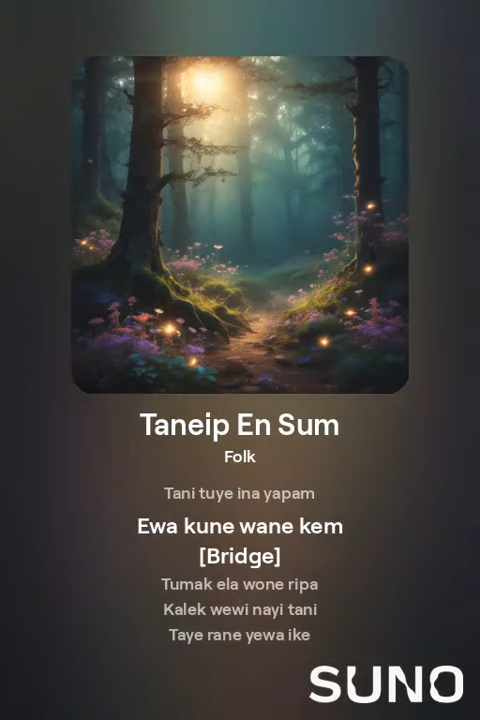 Taneip En Sum
Folk
Tani tuye ina yapam
Ewa kune wane kem
[Bridge]
Tumak ela wone ripa
Kalek wewi nayi tani
Taye rane yewa ike
SUNO